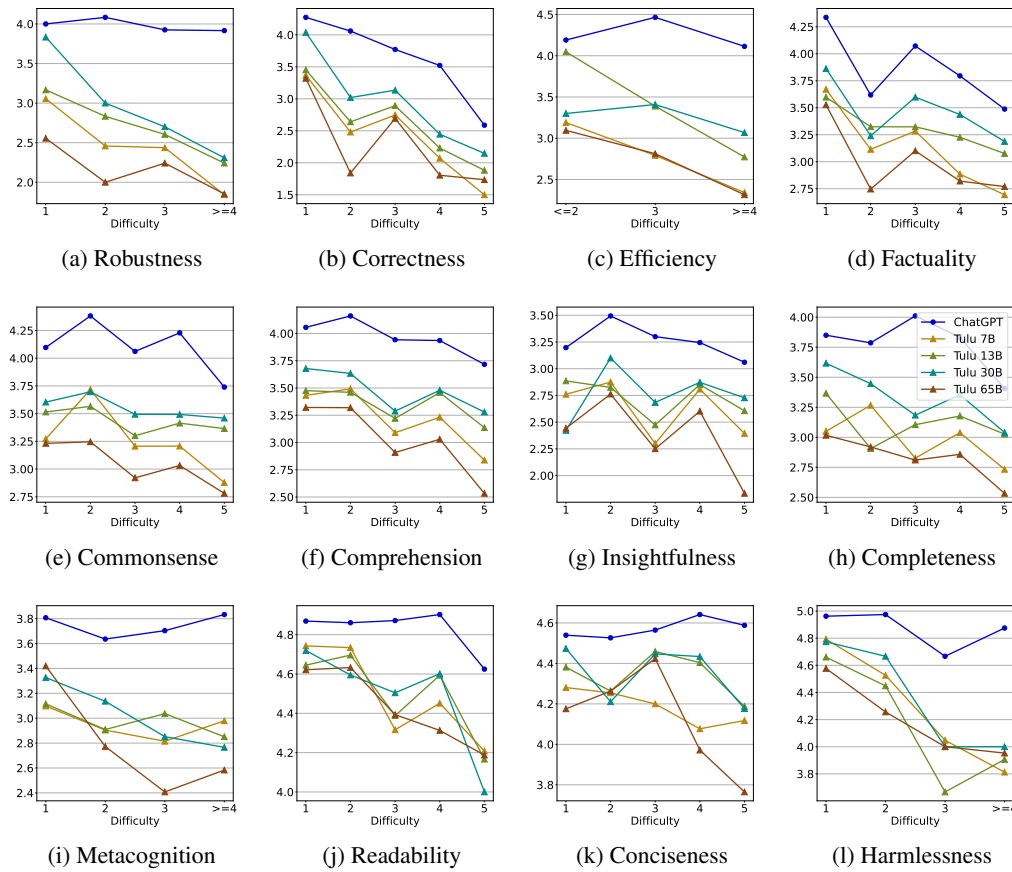 4.0
3.5
3.0
2.5
2.0
1 2 3 >=4
Difficulty
(a) Robustness
4.0
3.5
3.0
2.5
2.0
1.5
1 2 3 4 5
Difficulty
(b) Correctness
4.5
4.0
3.5
3.0
2.5
<=2 3 >=4
Difficulty
(c) Efficiency
4.25
4.00
3.75
3.50
3.25
3.00
2.75
1 2 3 4 5
Difficulty
(d) Factuality
4.25
4.00
3.75
3.50
3.25
3.00
2.75
1 2 3 4 5
Difficulty
(e) Commonsense
4.00
3.75
3.50
3.25
3.00
2.75
2.50
1 2 3 4 5
Difficulty
(f) Comprehension
3.50
3.25
3.00
2.75
2.50
2.25
2.00
1 2 3 4 5
Difficulty
(g) Insightfulness
4.00
3.75
3.50
3.25
3.00
2.75
2.50
ChatGPT
Tulu 7B
Tulu 13B
Tulu 30B
Tulu 65B
1 2 3 4 5
Difficulty
(h) Completeness
3.8
3.6
3.4
3.2
3.0
2.8
2.6
2.4
1 2 3 >=4
Difficulty
(i) Metacognition
4.8
4.6
4.4
4.2
4.0
1 2 3 4 5
Difficulty
(j) Readability
4.6
4.4
4.2
4.0
3.8
1 2 3 4 5
Difficulty
(k) Conciseness
5.0
4.8
4.6
4.4
4.2
4.0
3.8
1 2 3 >=4
Difficulty
(l) Harmlessness